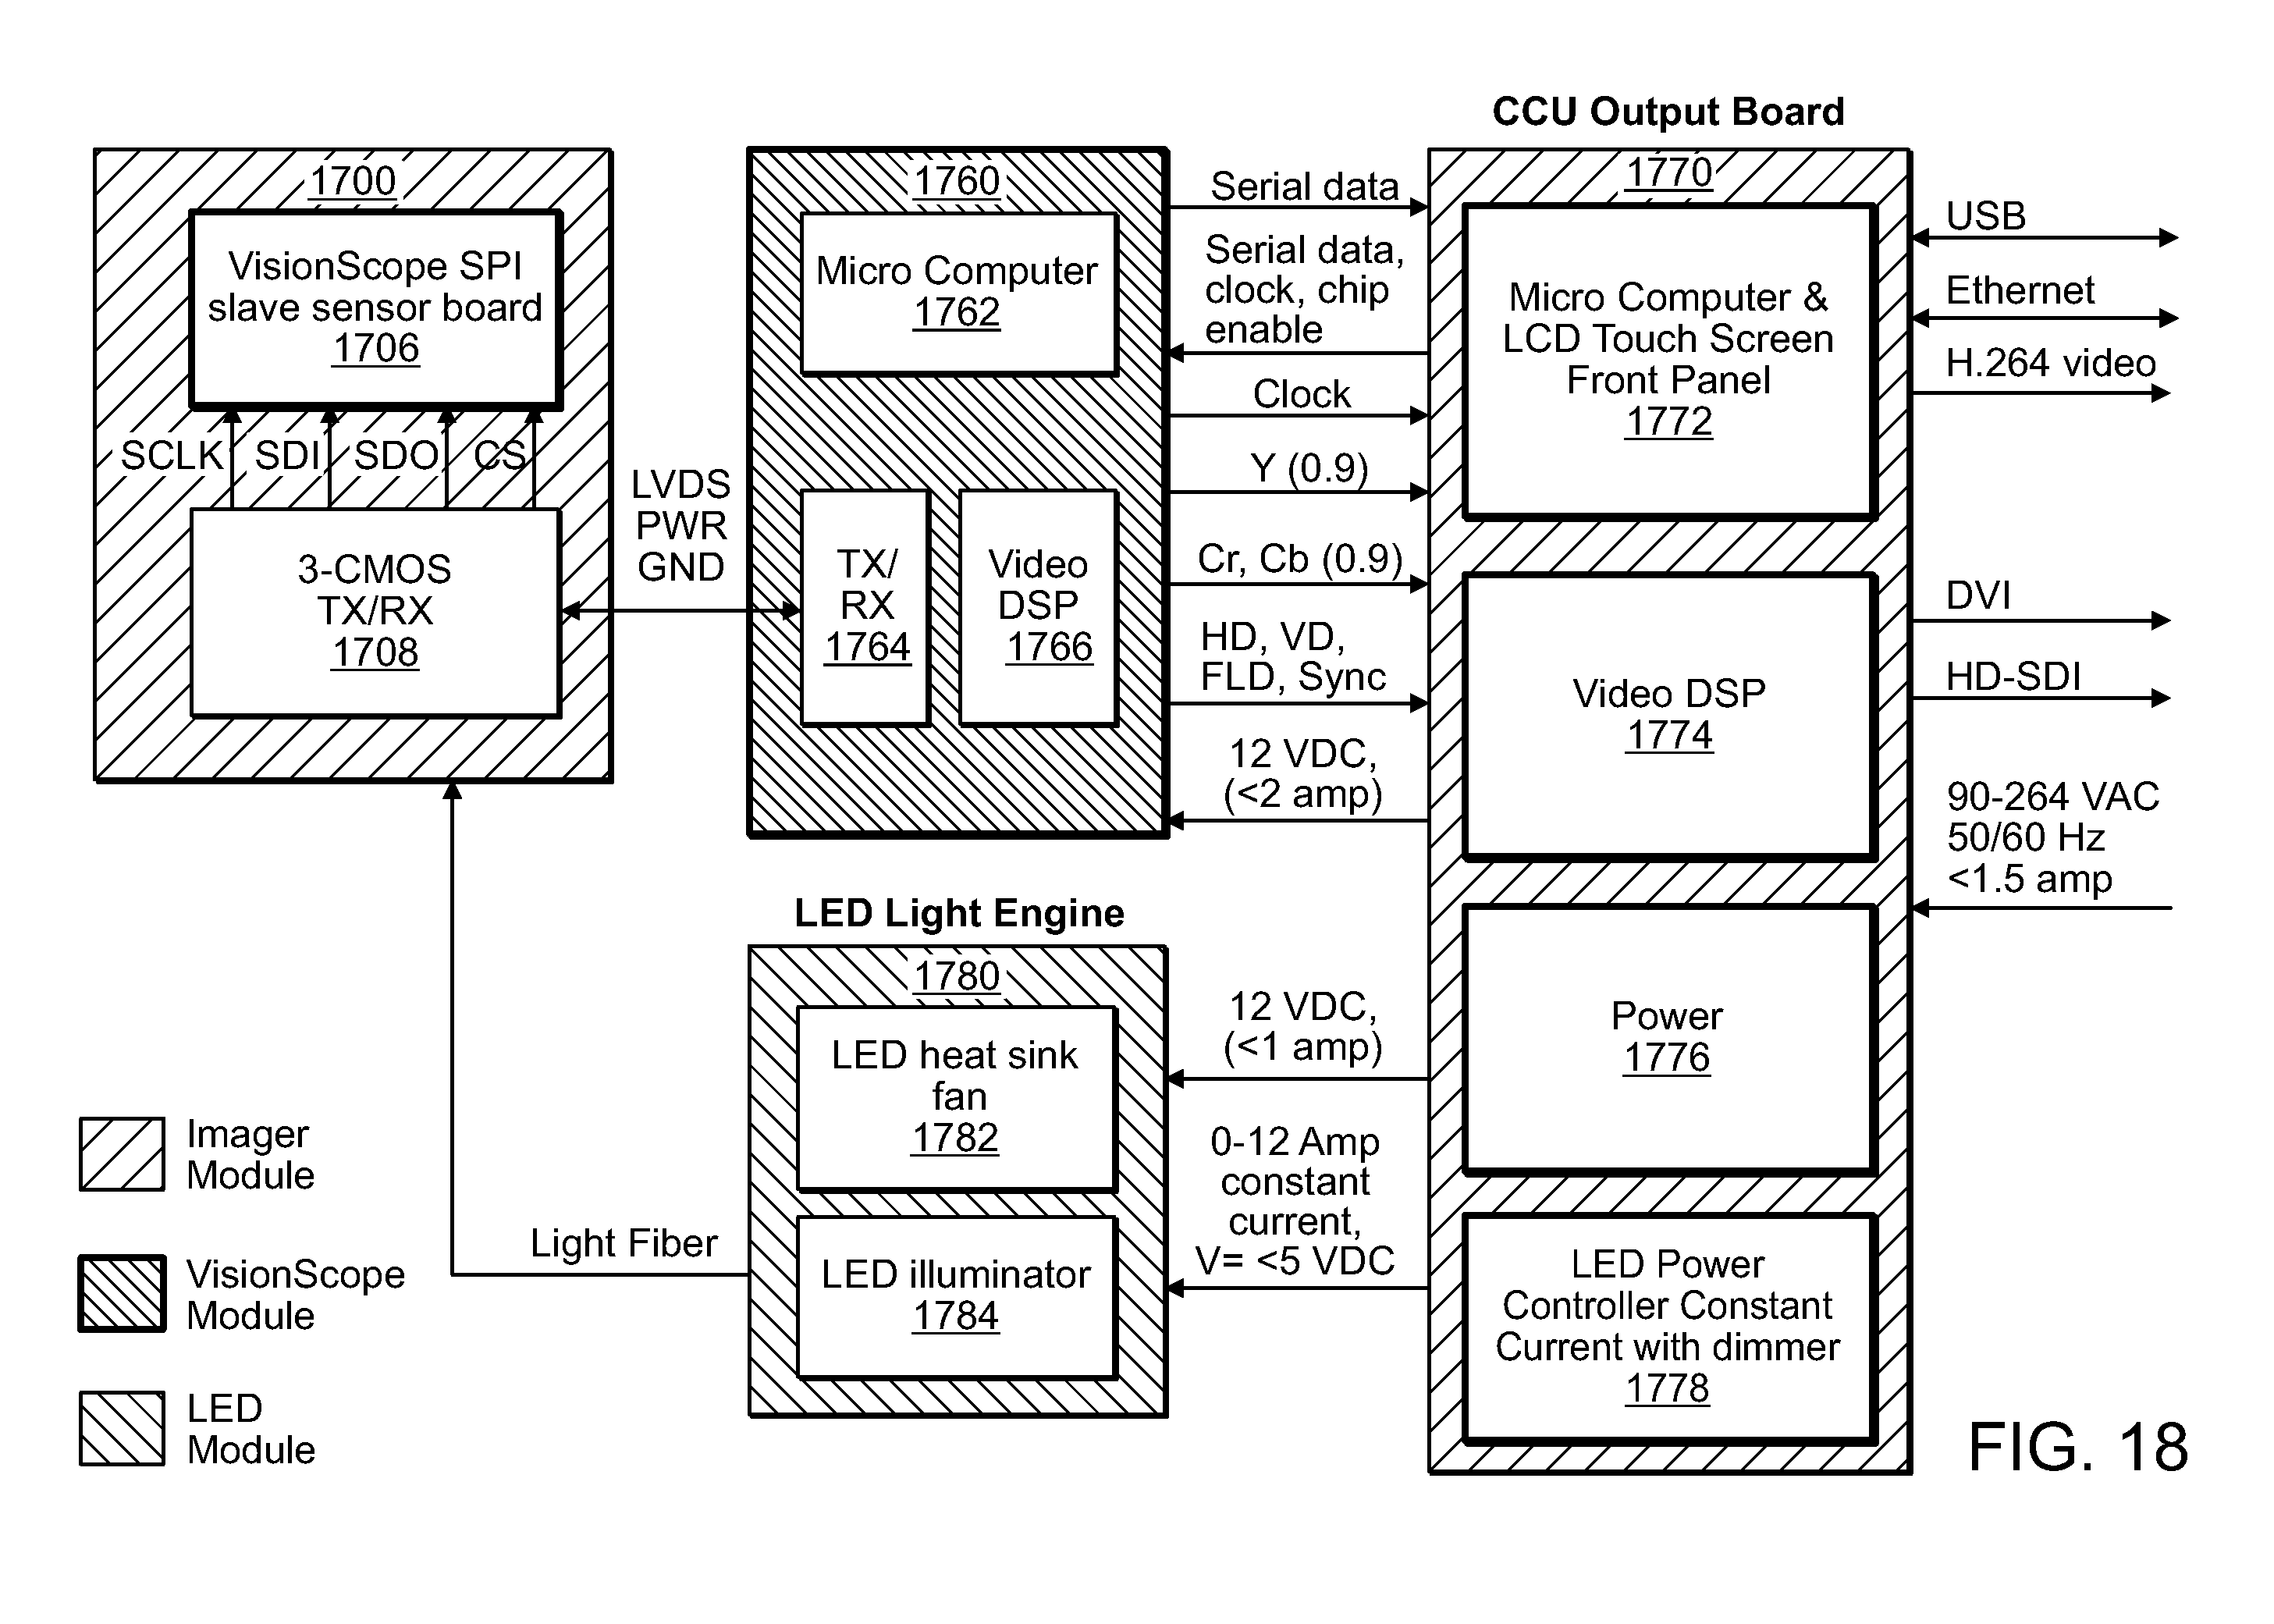 CCU Output Board
1700
VisionScope SPI
slave sensor board
1706
SCLK
SDI
SDO
CS
3-CMOS
TX/RX
1708
LVDS
PWR
GND
1760
Micro Computer
1762
TX/
RX
1764
Video
DSP
1766
Serial data
Serial data,
clock, chip
enable
Clock
Y (0.9)
Cr, Cb (0.9)
HD, VD,
FLD, Sync
12 VDC,
(<2 amp)
1770
Micro Computer &
LCD Touch Screen
Front Panel
1772
Video DSP
1774
Power
1776
LED Power
Controller Constant
Current with dimmer
1778
USB
Ethernet
H.264 video
DVI
HD-SDI
90-264 VAC
50/60 Hz
<1.5 amp
LED Light Engine
1780
LED heat sink
fan
1782
LED illuminator
1784
12 VDC,
(<1 amp)
0-12 Amp
constant
current,
V= <5 VDC
Light Fiber
Imager
Module
VisionScope
Module
LED
Module
FIG. 18